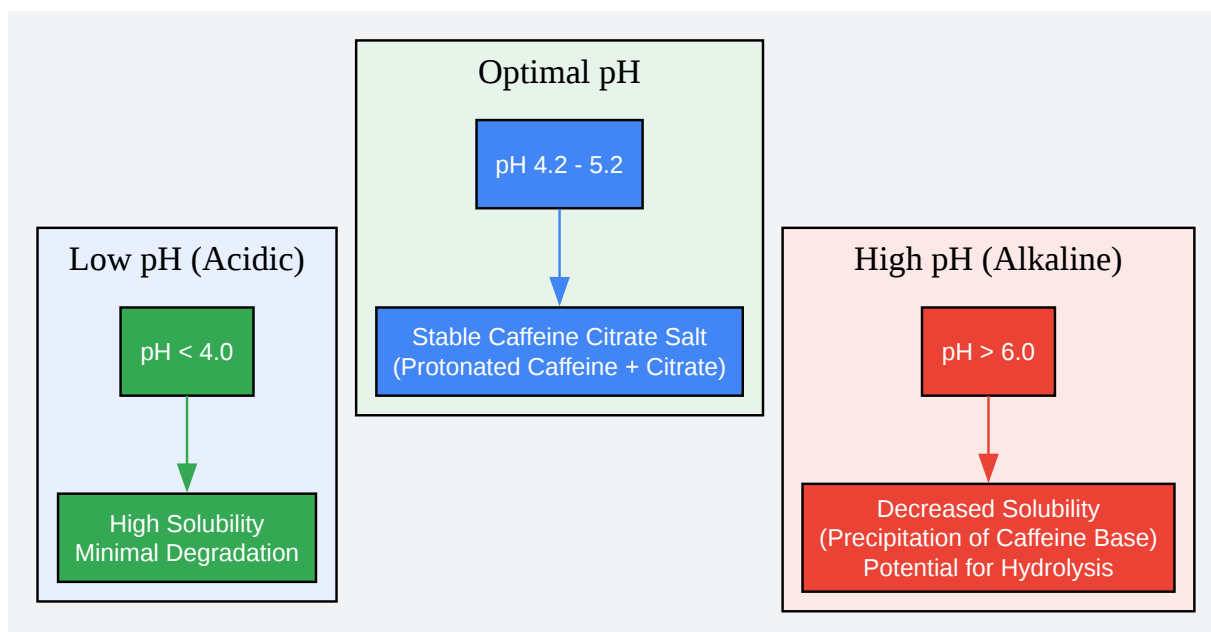 Optimal pH
pH 4.2 - 5.2
Stable Caffeine Citrate Salt
(Protonated Caffeine + Citrate)
Low pH (Acidic)
pH < 4.0
High Solubility
Minimal Degradation
High pH (Alkaline)
pH > 6.0
Decreased Solubility
(Precipitation of Caffeine Base)
Potential for Hydrolysis